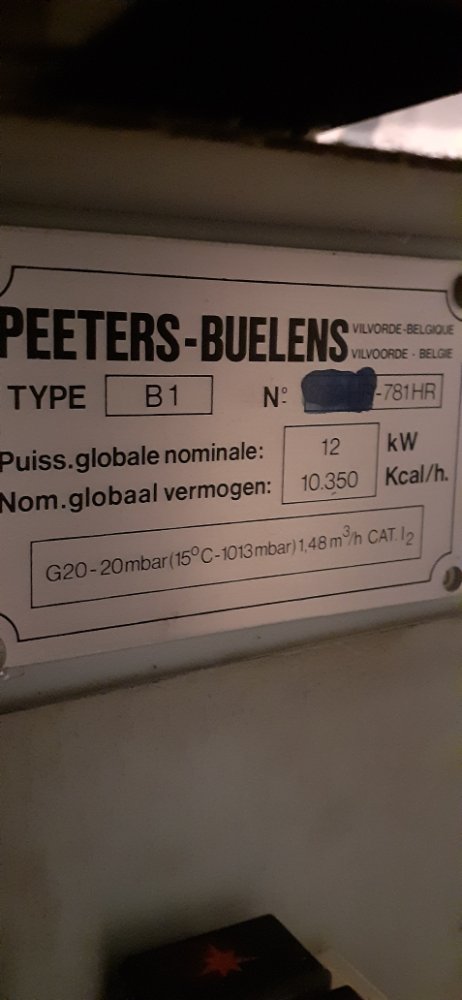 PEETERS-BUELENS VILVORDE-BELGIQUE
VILVOORDE - BELGIE
TYPE B1 Nº -781HR
Puiss.globale nominale: 12 kW
Nom.globaal vermogen: 10.350 Kcal/h.
G20-20mbar(15°C-1013mbar)1,48m³/h CAT.I₂